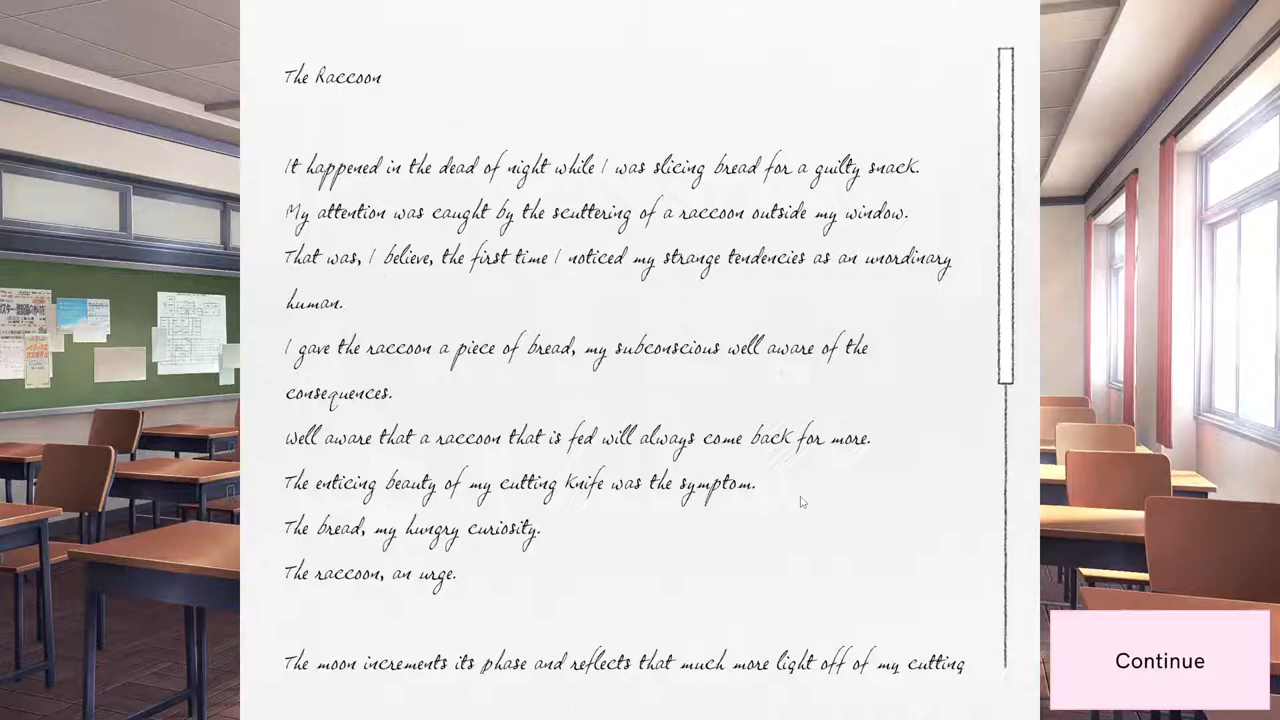 The Raccoon
It happened in the dead of night while I was slicing bread for a guilty snack.
My attention was caught by the scuttering of a raccoon outside my window.
That was, I believe, the first time I noticed my strange tendencies as an unordinary
human.
I gave the raccoon a piece of bread, my subconscious well aware of the
consequences.
Well aware that a raccoon that is fed will always come back for more.
The enticing beauty of my cutting knife was the symptom.
The bread, my hungry curiosity.
The raccoon, an urge.
The moon increments its phase and reflects that much more light off of my cutting
Continue